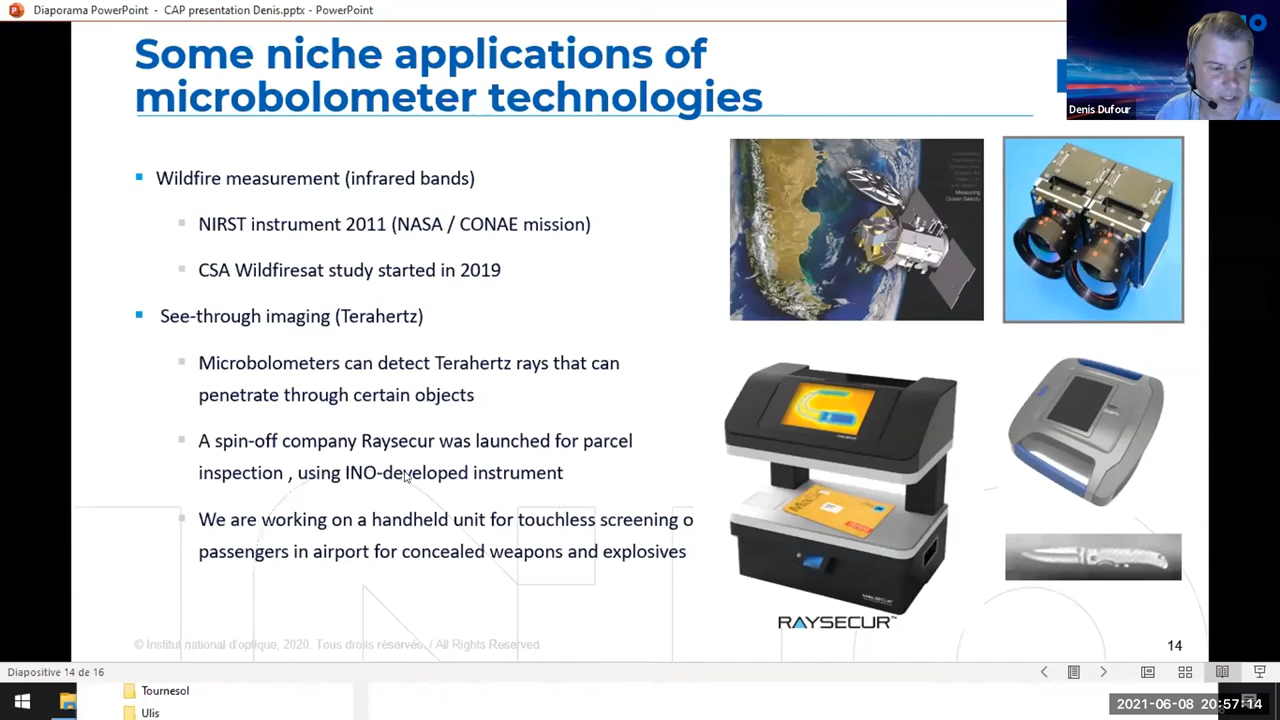 Diaporama PowerPoint - CAP presentation Denis.pptx - PowerPoint
Some niche applications of
microbolometer technologies
Denis Dufour
Wildfire measurement (infrared bands)
NIRST instrument 2011 (NASA / CONAE mission)
CSA Wildfiresat study started in 2019
See-through imaging (Terahertz)
Microbolometers can detect Terahertz rays that can
penetrate through certain objects
A spin-off company Raysecur was launched for parcel
inspection , using INO-developed instrument
We are working on a handheld unit for touchless screening o
passengers in airport for concealed weapons and explosives
Measuring
Ocean Salinity
RAYSECUR
© Institut national d'optique, 2020. Tous droits réservés. / All Rights Reserved.
14
Diapositive 14 de 16
Tournesol
Ulis
2021-06-08 20:57:14